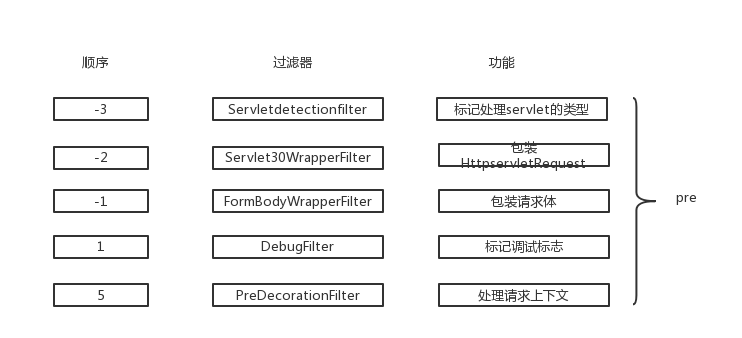 顺序 过滤器 功能
-3 Servletdetectionfilter 标记处理servlet的类型
-2 Servlet30WrapperFilter 包装
HttpservletRequest
-1 FormBodyWrapperFilter 包装请求体
pre
1 DebugFilter 标记调试标志
5 PreDecorationFilter 处理请求上下文